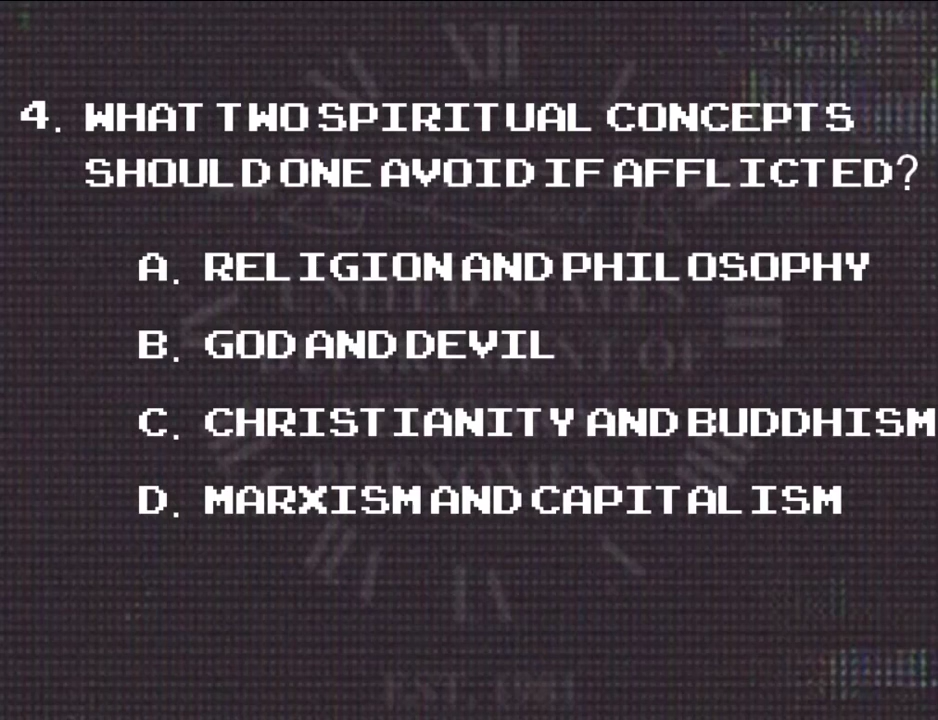 4. WHAT TWO SPIRITUAL CONCEPTS
SHOULD ONE AVOID IF AFFLICTED?
A. RELIGION AND PHILOSOPHY
B. GOD AND DEVIL
C. CHRISTIANITY AND BUDDHISM
D. MARXISM AND CAPITALISM